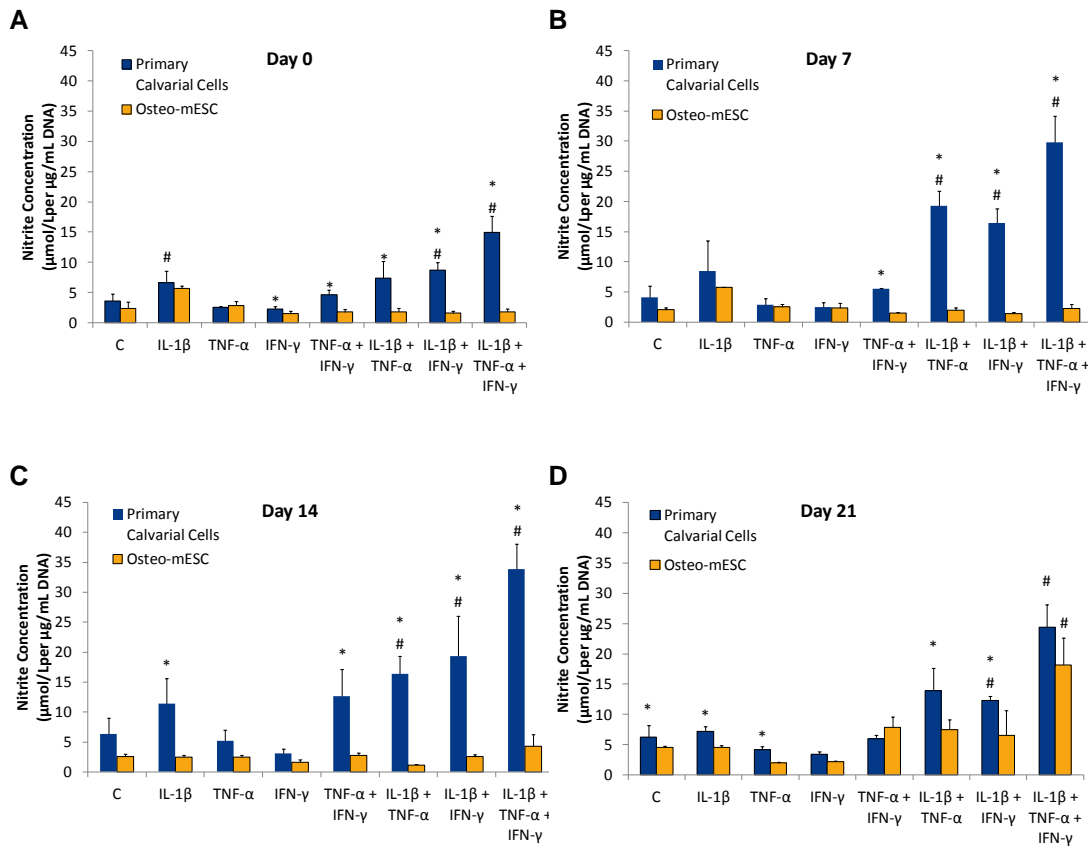 A
Day 0
Nitrite Concentration
(µmol/Lper µg/mL DNA)
45
40
35
30
25
20
15
10
5
0
Primary
Calvarial Cells
Osteo-mESC
#
*
*
*
*
#
*
#
C
IL-1β
TNF-α
IFN-γ
TNF-α +
IFN-γ
IL-1β +
TNF-α
IL-1β +
IFN-γ
IL-1β +
TNF-α +
IFN-γ
B
Day 7
Nitrite Concentration
(µmol/Lper µg/mL DNA)
45
40
35
30
25
20
15
10
5
0
Primary
Calvarial Cells
Osteo-mESC
*
*
#
*
#
*
#
C
IL-1β
TNF-α
IFN-γ
TNF-α +
IFN-γ
IL-1β +
TNF-α
IL-1β +
IFN-γ
IL-1β +
TNF-α +
IFN-γ
C
Day 14
Nitrite Concentration
(µmol/Lper µg/mL DNA)
45
40
35
30
25
20
15
10
5
0
Primary
Calvarial Cells
Osteo-mESC
*
*
*
#
*
#
*
#
C
IL-1β
TNF-α
IFN-γ
TNF-α +
IFN-γ
IL-1β +
TNF-α
IL-1β +
IFN-γ
IL-1β +
TNF-α +
IFN-γ
D
Day 21
Nitrite Concentration
(µmol/Lper µg/mL DNA)
45
40
35
30
25
20
15
10
5
0
Primary
Calvarial Cells
Osteo-mESC
*
*
*
*
*
#
#
#
C
IL-1β
TNF-α
IFN-γ
TNF-α +
IFN-γ
IL-1β +
TNF-α
IL-1β +
IFN-γ
IL-1β +
TNF-α +
IFN-γ